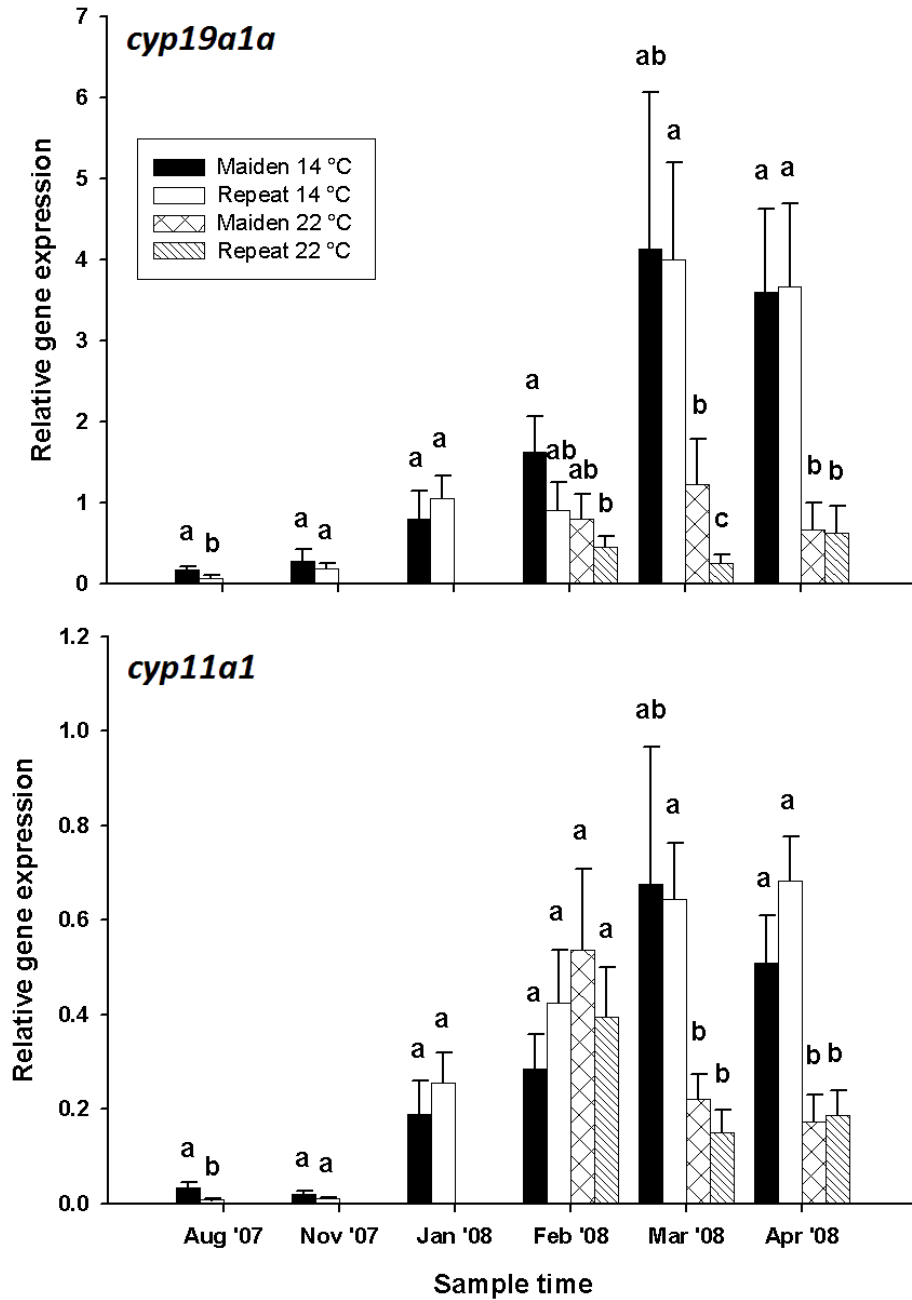 cyp19a1a
Relative gene expression
7
6
5
4
3
2
1
0
Maiden 14 °C
Repeat 14 °C
Maiden 22 °C
Repeat 22 °C
a b a a a a a ab ab b ab a b c a a b b
cyp11a1
Relative gene expression
1.2
1.0
0.8
0.6
0.4
0.2
0.0
a b a a a a a a a a ab a b b a a b b
Aug '07 Nov '07 Jan '08 Feb '08 Mar '08 Apr '08
Sample time